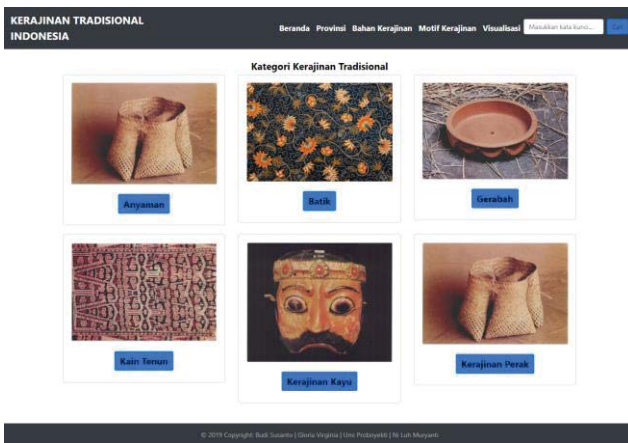 KERAJINAN TRADISIONAL
INDONESIA
Beranda Provinsi Bahan Kerajinan Motif Kerajinan Visualisasi Masukkan kata kunci... Cari
Kategori Kerajinan Tradisional
Anyaman
Batik
Gerabah
Kain Tenun
Kerajinan Kayu
Kerajinan Perak
© 2019 Copyright: Budi Susanto | Gloria Virginia | Umi Proboyekti | Ni Luh Muryanti